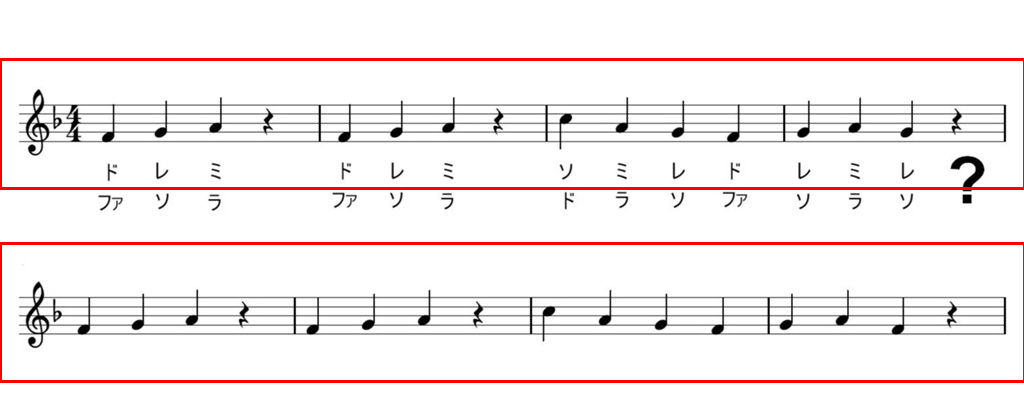 4
4
ド レ ミ ド レ ミ ソ ミ レ ド レ ミ レ ?
ファ ソ ラ ファ ソ ラ ド ラ ソ ファ ソ ラ ソ